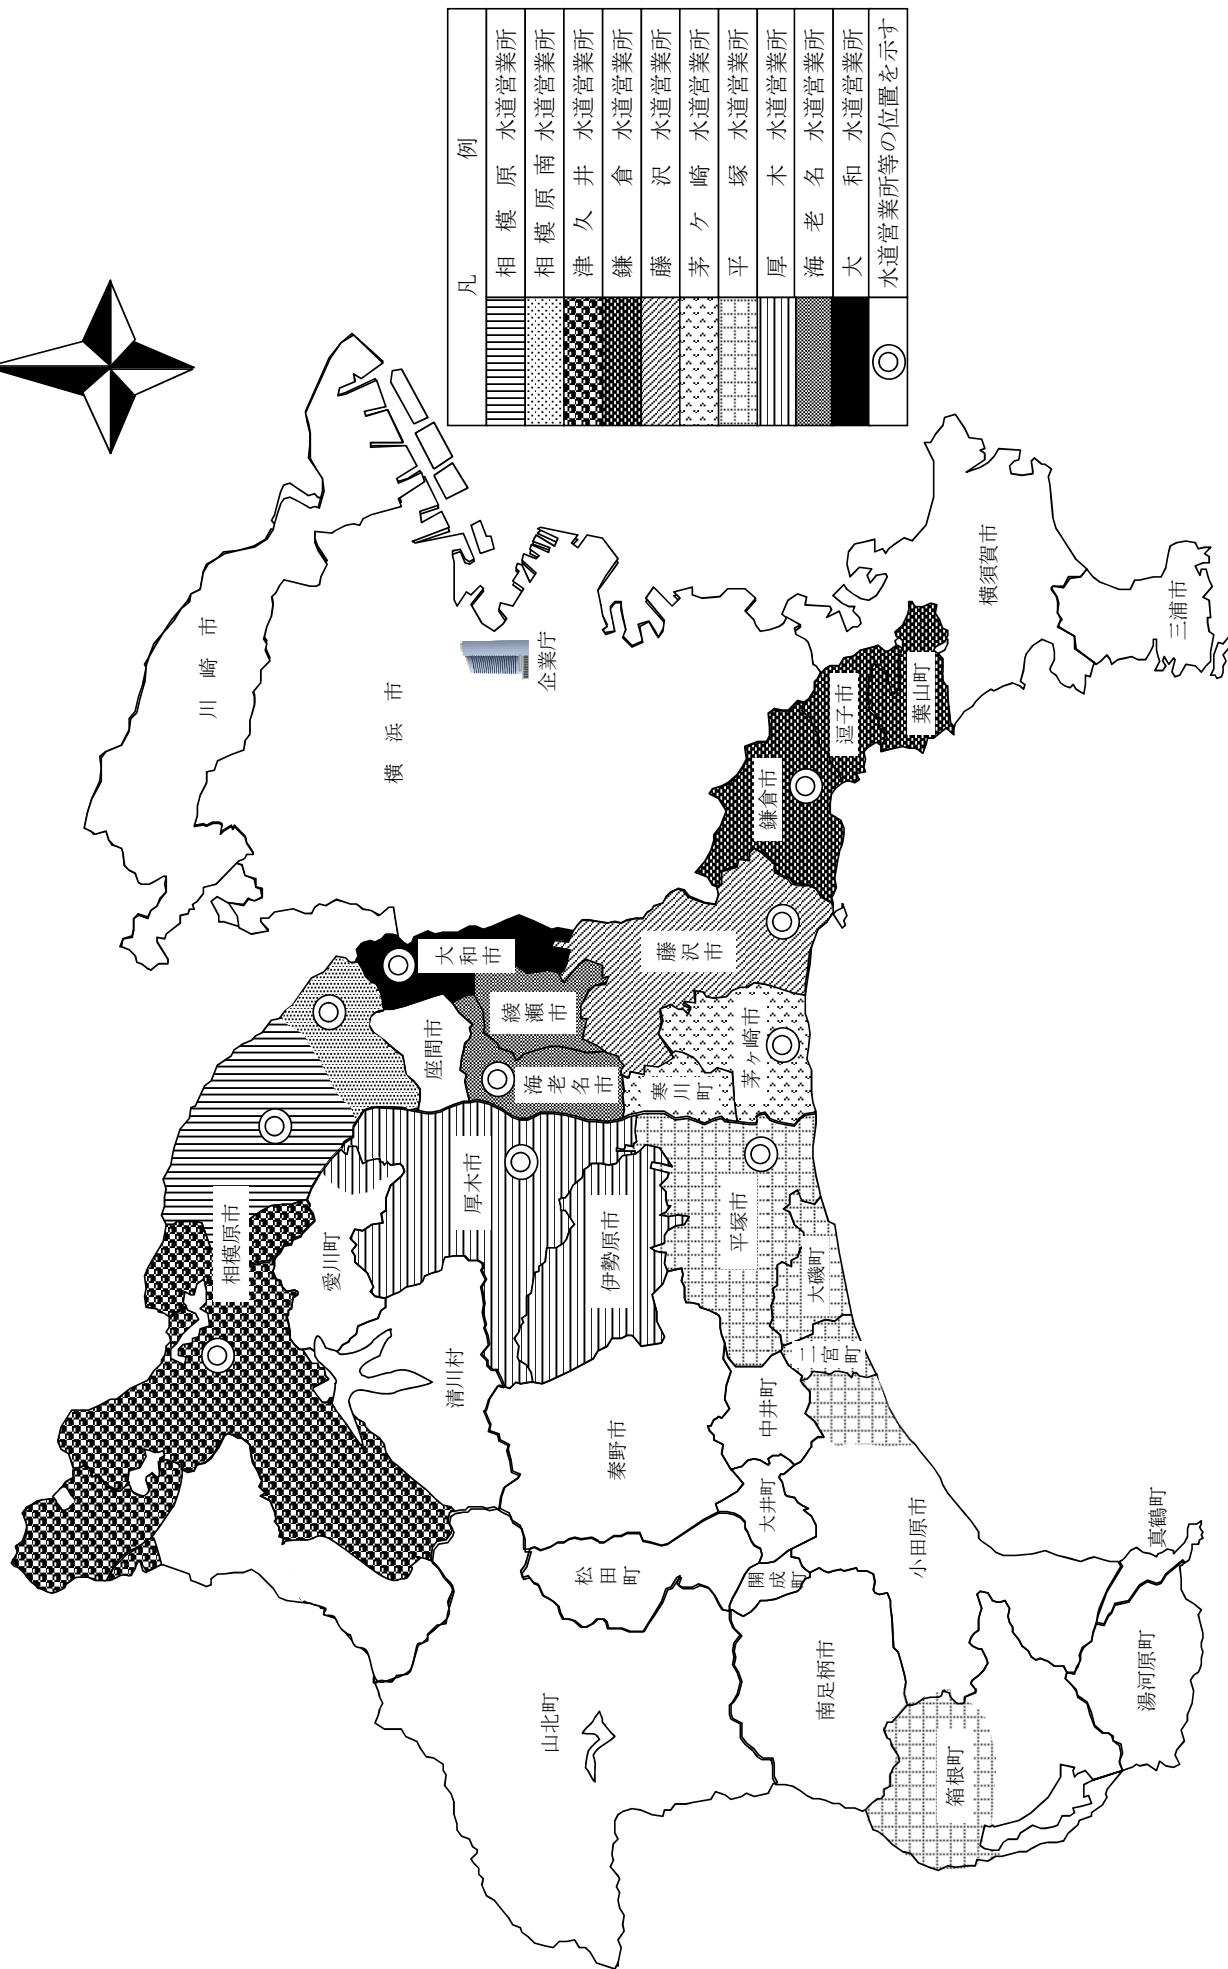 凡例
相模原水道営業所
相模原南水道営業所
津久井水道営業所
鎌倉水道営業所
藤沢水道営業所
茅ケ崎水道営業所
平塚水道営業所
厚木水道営業所
海老名水道営業所
大和水道営業所
水道営業所等の位置を示す
川崎市
横浜市
企業庁
横須賀市
三浦市
葉山町
逗子市
鎌倉市
藤沢市
大和市
綾瀬市
座間市
海老名市
寒川町
茅ヶ崎市
相模原市
愛川町
厚木市
伊勢原市
平塚市
大磯町
二宮町
清川村
秦野市
中井町
大井町
松田町
開成町
小田原市
真鶴町
湯河原町
南足柄市
山北町
箱根町